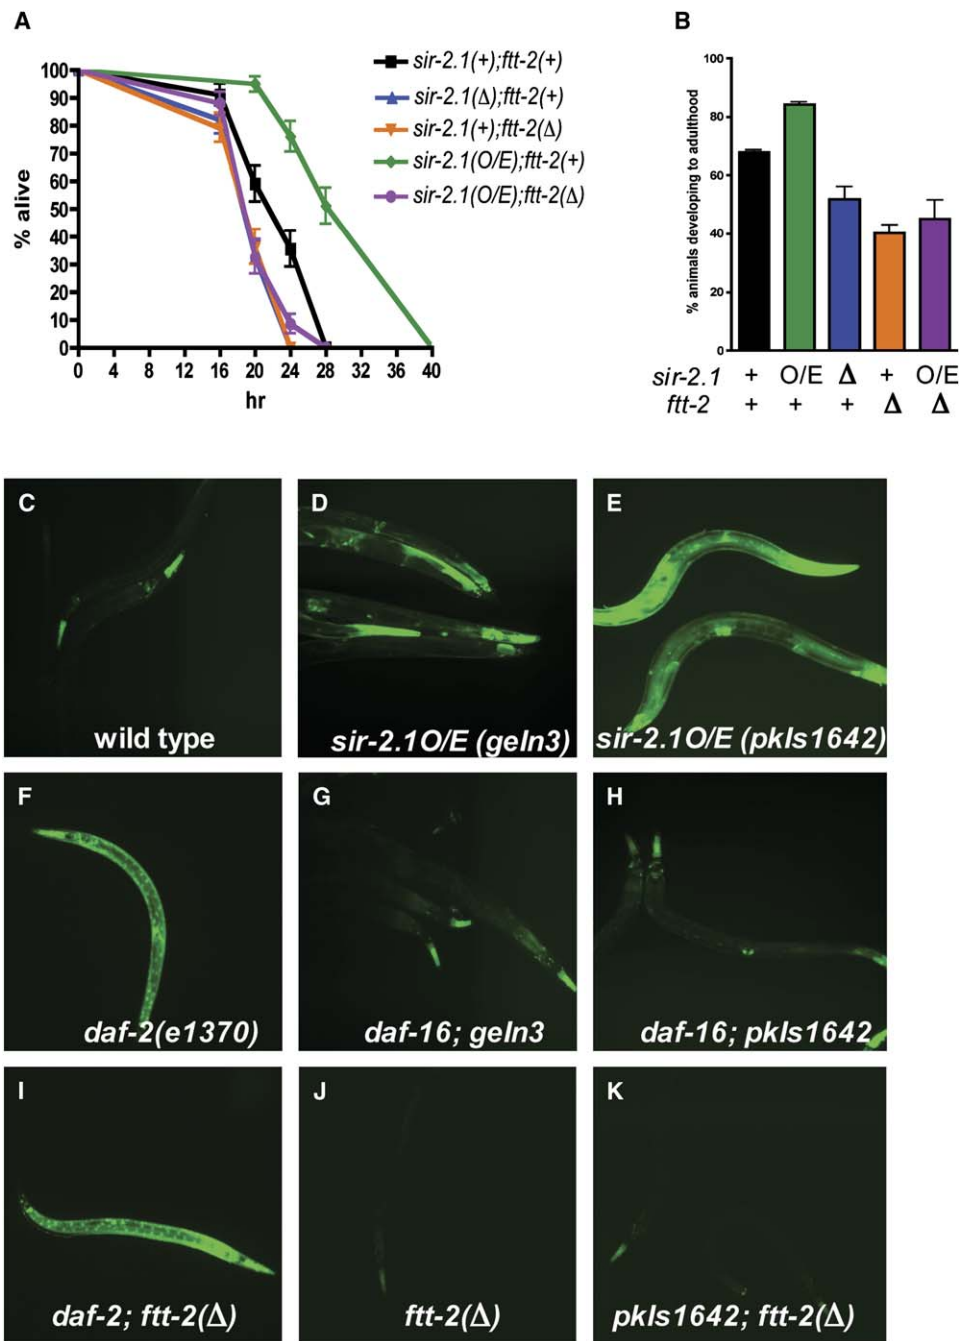 A
100
90
80
70
60
50
40
30
20
10
0
% alive
0 4 8 12 16 20 24 28 32 36 40
hr
sir-2.1(+);ftt-2(+)
sir-2.1(Δ);ftt-2(+)
sir-2.1(+);ftt-2(Δ)
sir-2.1(O/E);ftt-2(+)
sir-2.1(O/E);ftt-2(Δ)
B
% animals developing to adulthood
100
80
60
40
20
0
sir-2.1 + O/E Δ + O/E
ftt-2 + + + Δ Δ
C
wild type
D
sir-2.1O/E (geIn3)
E
sir-2.1O/E (pkIs1642)
F
daf-2(e1370)
G
daf-16; geIn3
H
daf-16; pkIs1642
I
daf-2; ftt-2(Δ)
J
ftt-2(Δ)
K
pkIs1642; ftt-2(Δ)